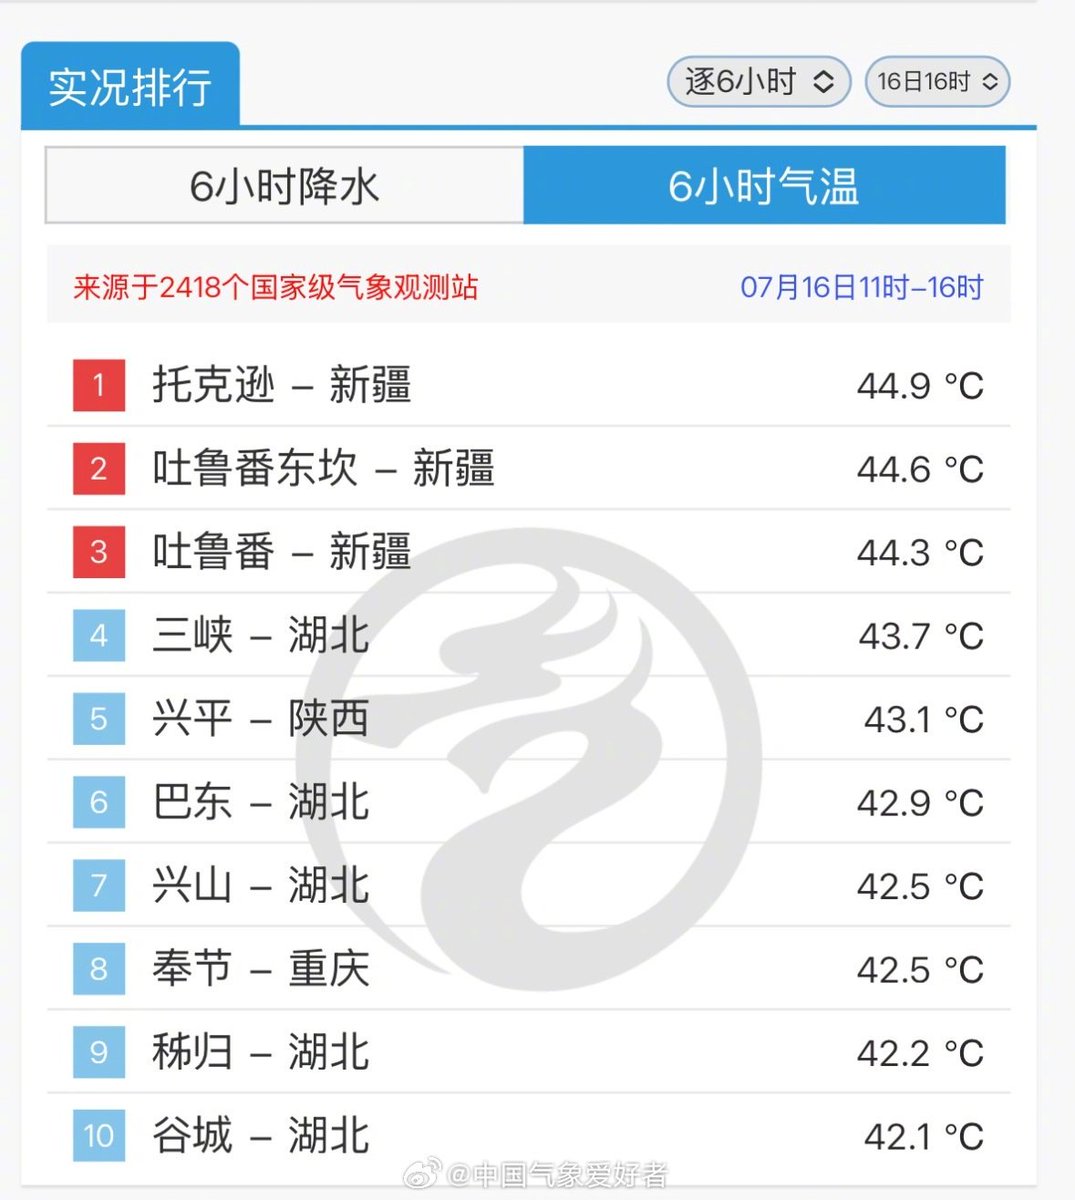 实况排行
逐6小时
16日16时
6小时降水
6小时气温
来源于2418个国家级气象观测站
07月16日11时–16时
1 托克逊 – 新疆 44.9 °C
2 吐鲁番东坎 – 新疆 44.6 °C
3 吐鲁番 – 新疆 44.3 °C
4 三峡 – 湖北 43.7 °C
5 兴平 – 陕西 43.1 °C
6 巴东 – 湖北 42.9 °C
7 兴山 – 湖北 42.5 °C
8 奉节 – 重庆 42.5 °C
9 秭归 – 湖北 42.2 °C
10 谷城 – 湖北 42.1 °C
@中国气象爱好者